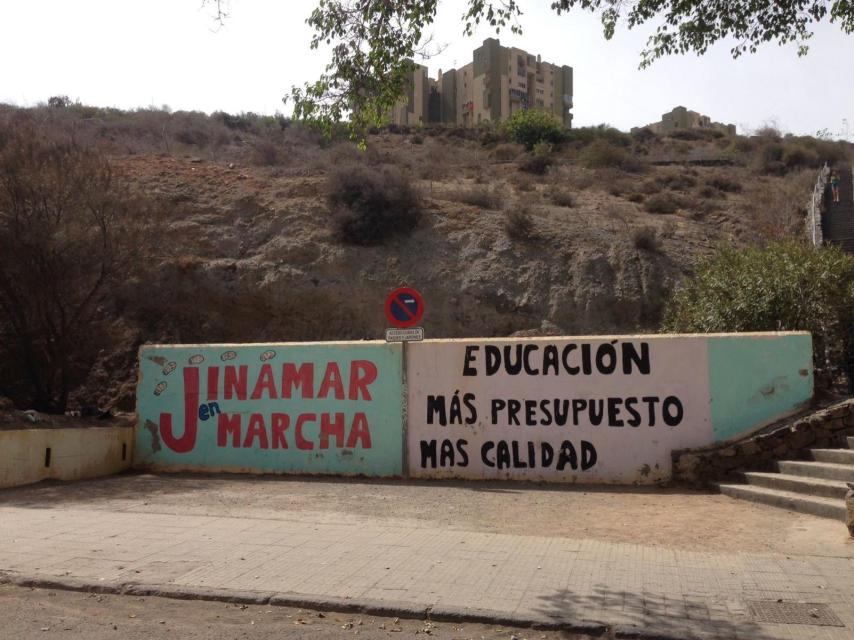 JINAMAR
en
MARCHA
EDUCACIÓN
MÁS PRESUPUESTO
MAS CALIDAD